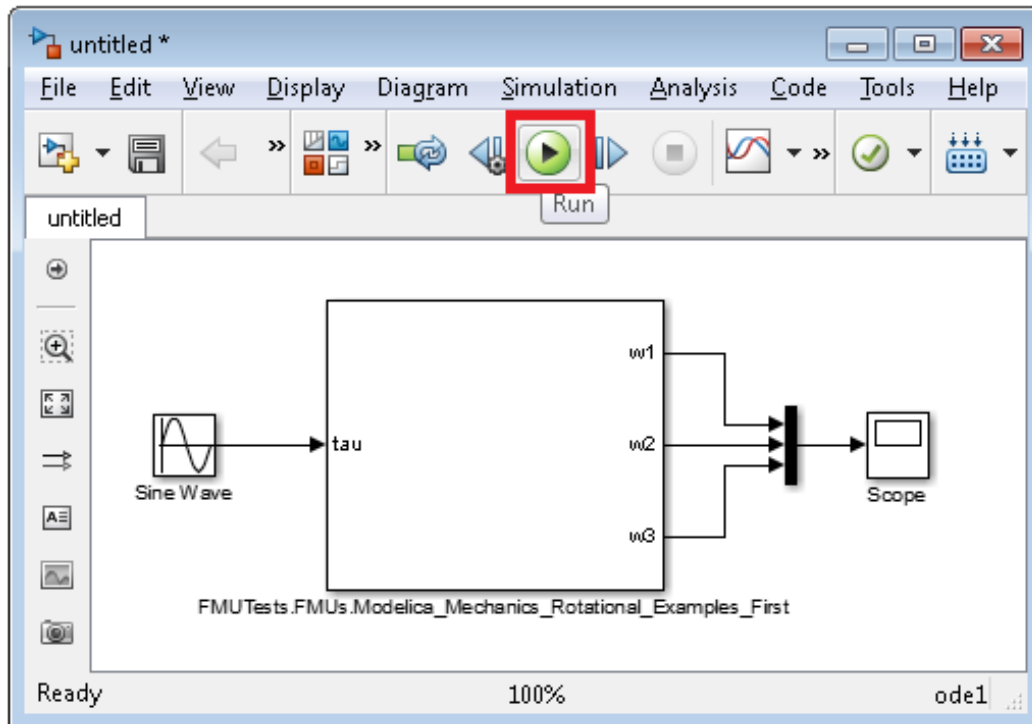 untitled *
File Edit View Display Diagram Simulation Analysis Code Tools Help
Run
untitled
w1
tau
w2
Sine Wave
Scope
w3
FMUTests.FMUs.Modelica_Mechanics_Rotational_Examples_First
Ready 100% ode1